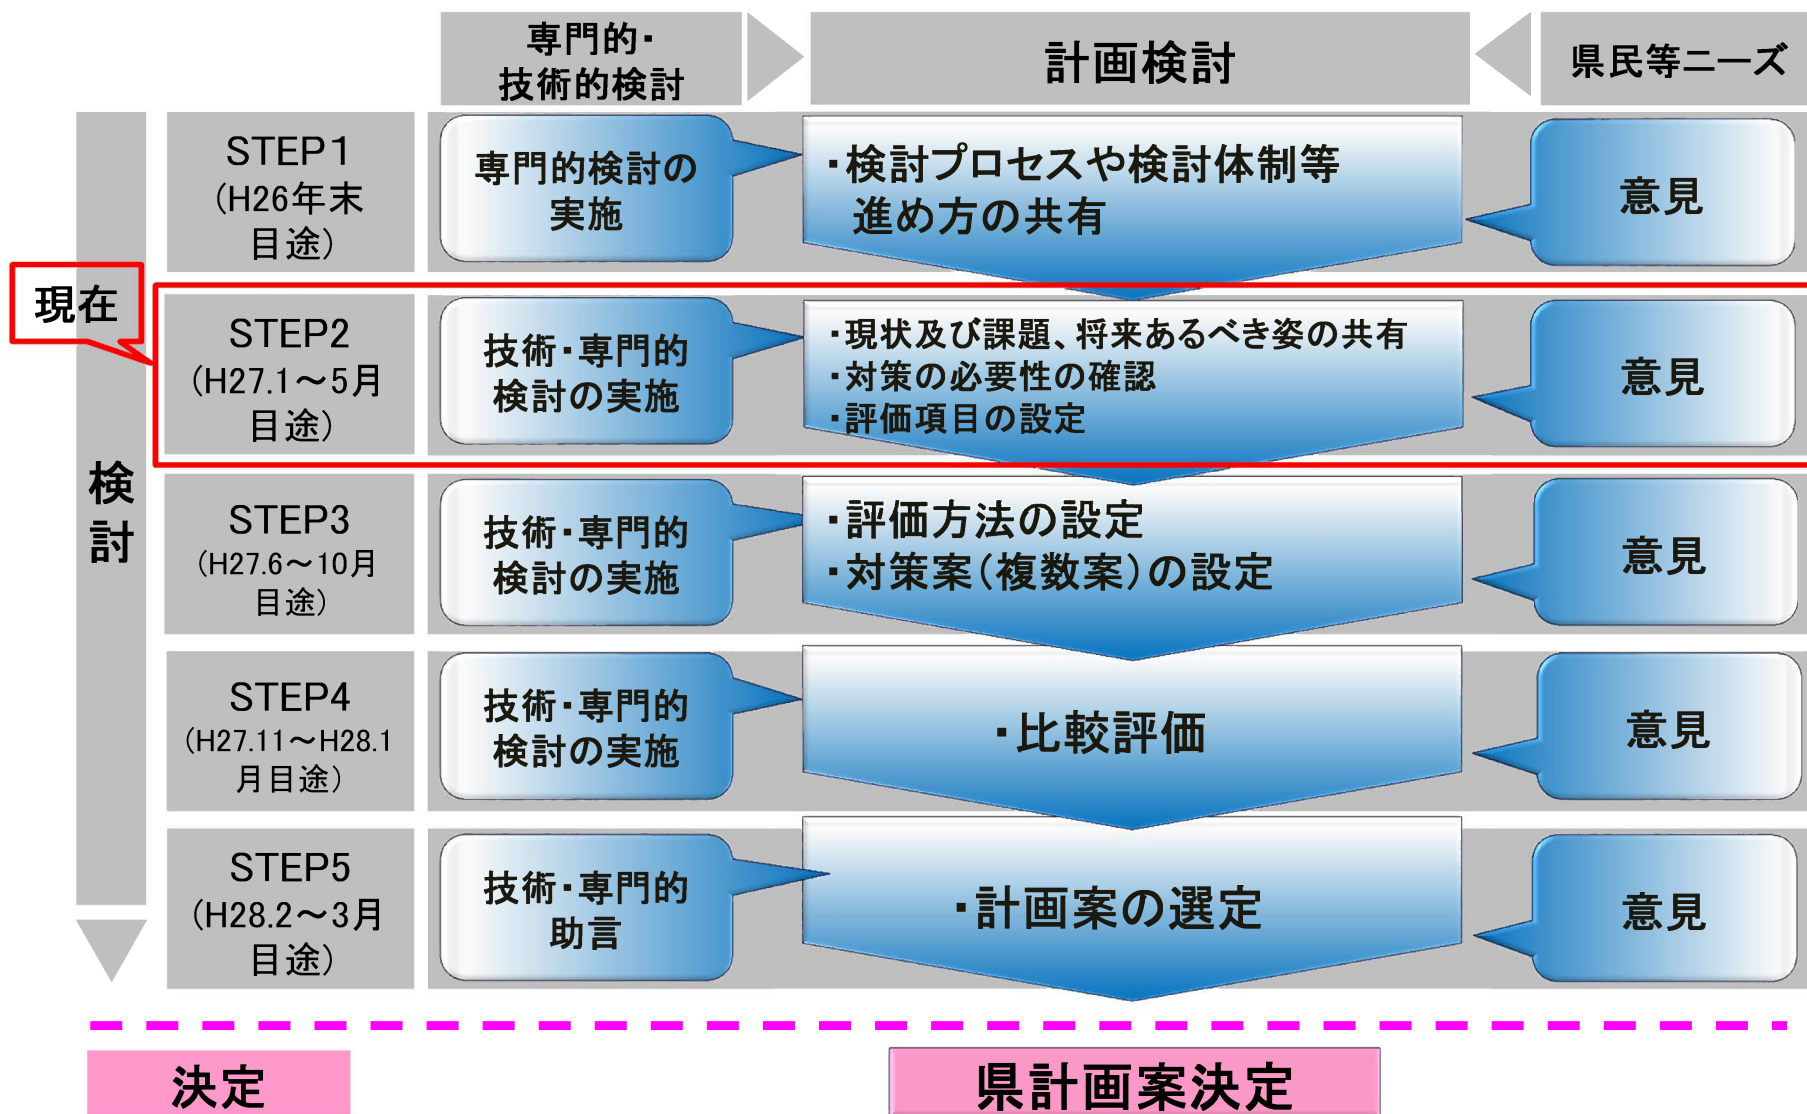 専門的・
技術的検討
計画検討
県民等ニーズ
検討
STEP1
(H26年末
目途)
専門的検討の
実施
・検討プロセスや検討体制等
進め方の共有
意見
現在
STEP2
(H27.1～5月
目途)
技術・専門的
検討の実施
・現状及び課題、将来あるべき姿の共有
・対策の必要性の確認
・評価項目の設定
意見
STEP3
(H27.6～10月
目途)
技術・専門的
検討の実施
・評価方法の設定
・対策案(複数案)の設定
意見
STEP4
(H27.11～H28.1
月目途)
技術・専門的
検討の実施
・比較評価
意見
STEP5
(H28.2～3月
目途)
技術・専門的
助言
・計画案の選定
意見
決定
県計画案決定